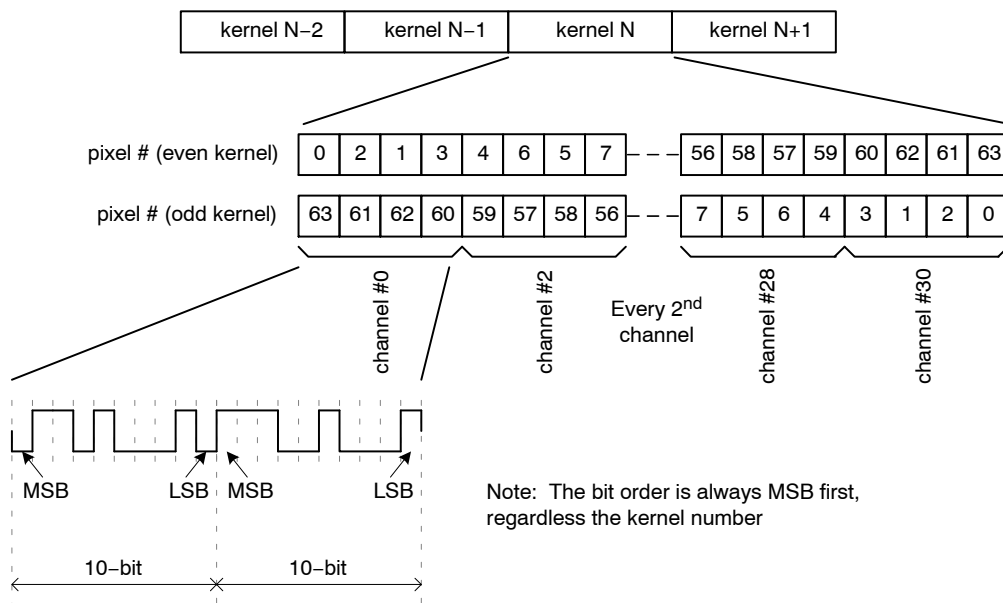 kernel N−2 kernel N−1 kernel N kernel N+1
pixel # (even kernel) 0 2 1 3 4 6 5 7 56 58 57 59 60 62 61 63
pixel # (odd kernel) 63 61 62 60 59 57 58 56 7 5 6 4 3 1 2 0
channel #0
channel #2
Every 2nd
channel
channel #28
channel #30
MSB LSB MSB LSB
Note: The bit order is always MSB first,
regardless the kernel number
10−bit 10−bit